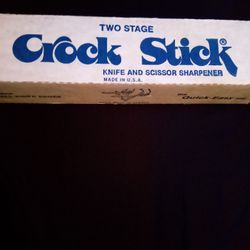 TWO STAGE
Crock Stick®
KNIFE AND SCISSOR SHARPENER
MADE IN U.S.A.